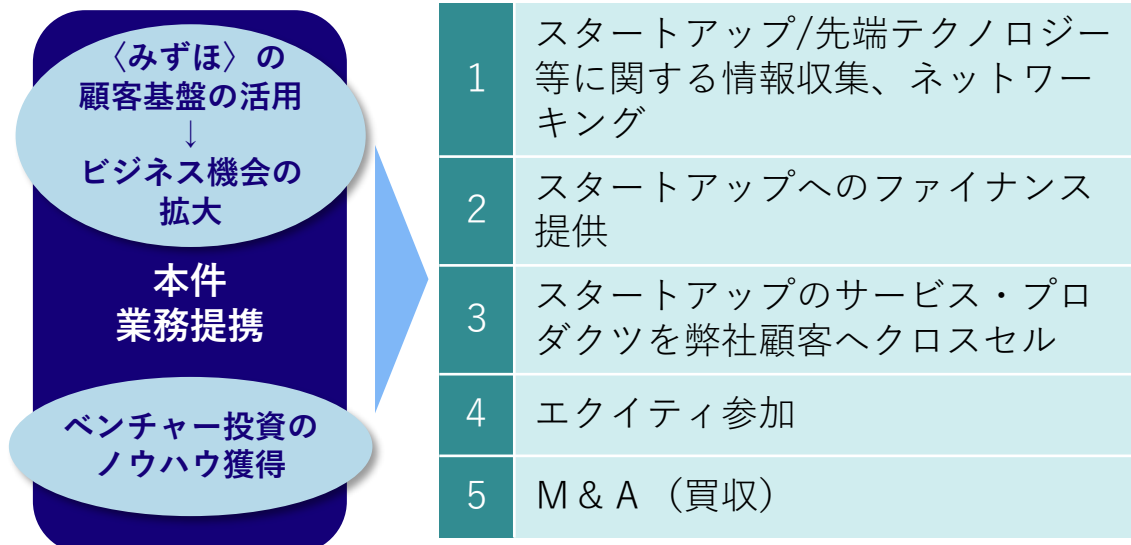 〈みずほ〉の
顧客基盤の活用
↓
ビジネス機会の
拡大
本件
業務提携
ベンチャー投資の
ノウハウ獲得
1
スタートアップ/先端テクノロジー
等に関する情報収集、ネットワー
キング
2
スタートアップへのファイナンス
提供
3
スタートアップのサービス・プロ
ダクツを弊社顧客へクロスセル
4
エクイティ参加
5
M & A （買収）